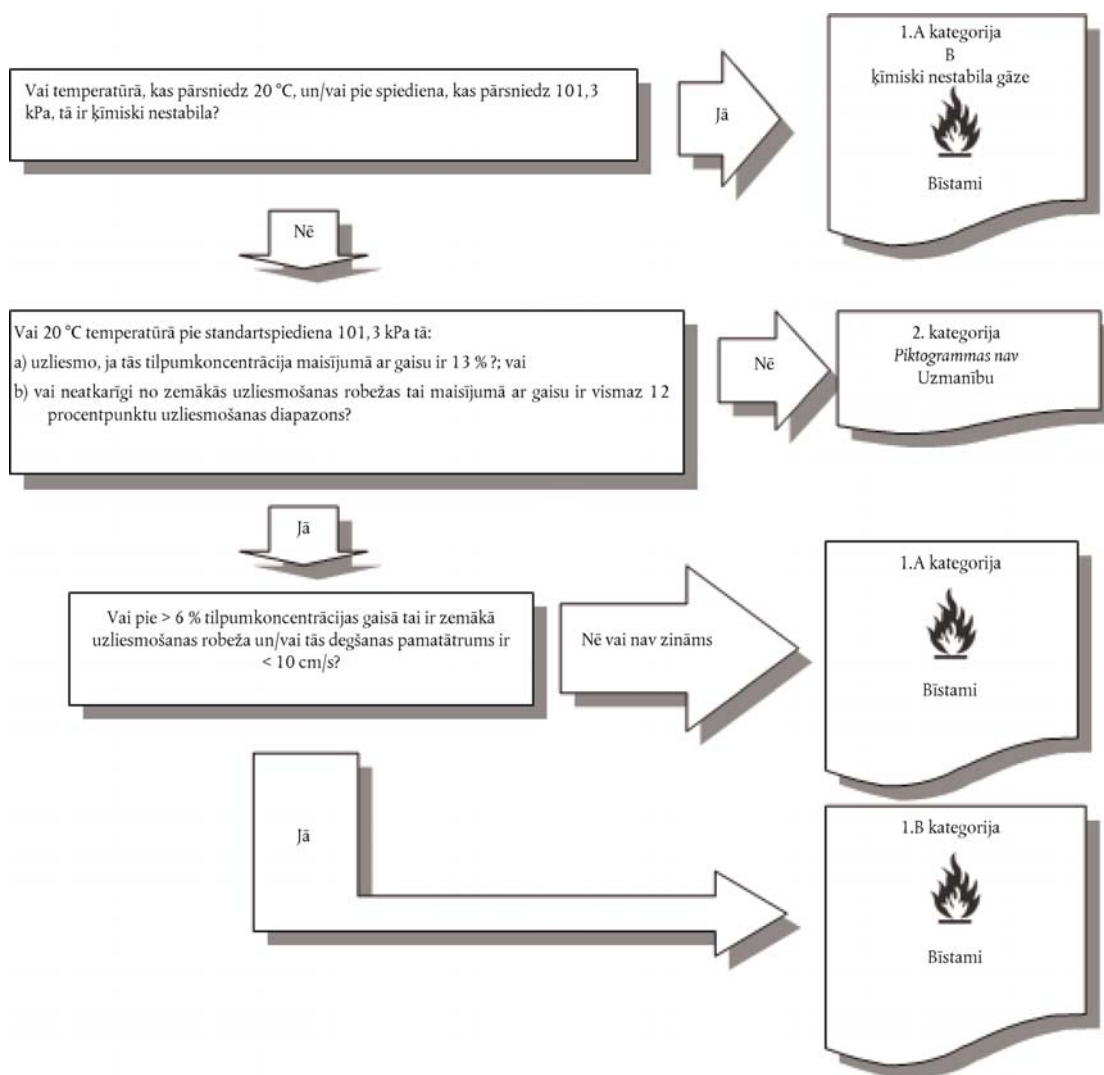 Vai temperatūrā, kas pārsniedz 20 °C, un/vai pie spiediena, kas pārsniedz 101,3
kPa, tā ir ķīmiski nestabila?
Jā
1.A kategorija
B
ķīmiski nestabila gāze
Bīstami
Nē
Vai 20 °C temperatūrā pie standartspiediena 101,3 kPa tā:
a) uzliesmo, ja tās tilpumkoncentrācija maisījumā ar gaisu ir 13 % ?; vai
b) vai neatkarīgi no zemākās uzliesmošanas robežas tai maisījumā ar gaisu ir vismaz 12
procentpunktu uzliesmošanas diapazons?
Nē
2. kategorija
Piktogrammas nav
Uzmanību
Jā
Vai pie > 6 % tilpumkoncentrācijas gaisā tai ir zemākā
uzliesmošanas robeža un/vai tās degšanas pamatātrums ir
< 10 cm/s?
Nē vai nav zināms
1.A kategorija
Bīstami
Jā
1.B kategorija
Bīstami